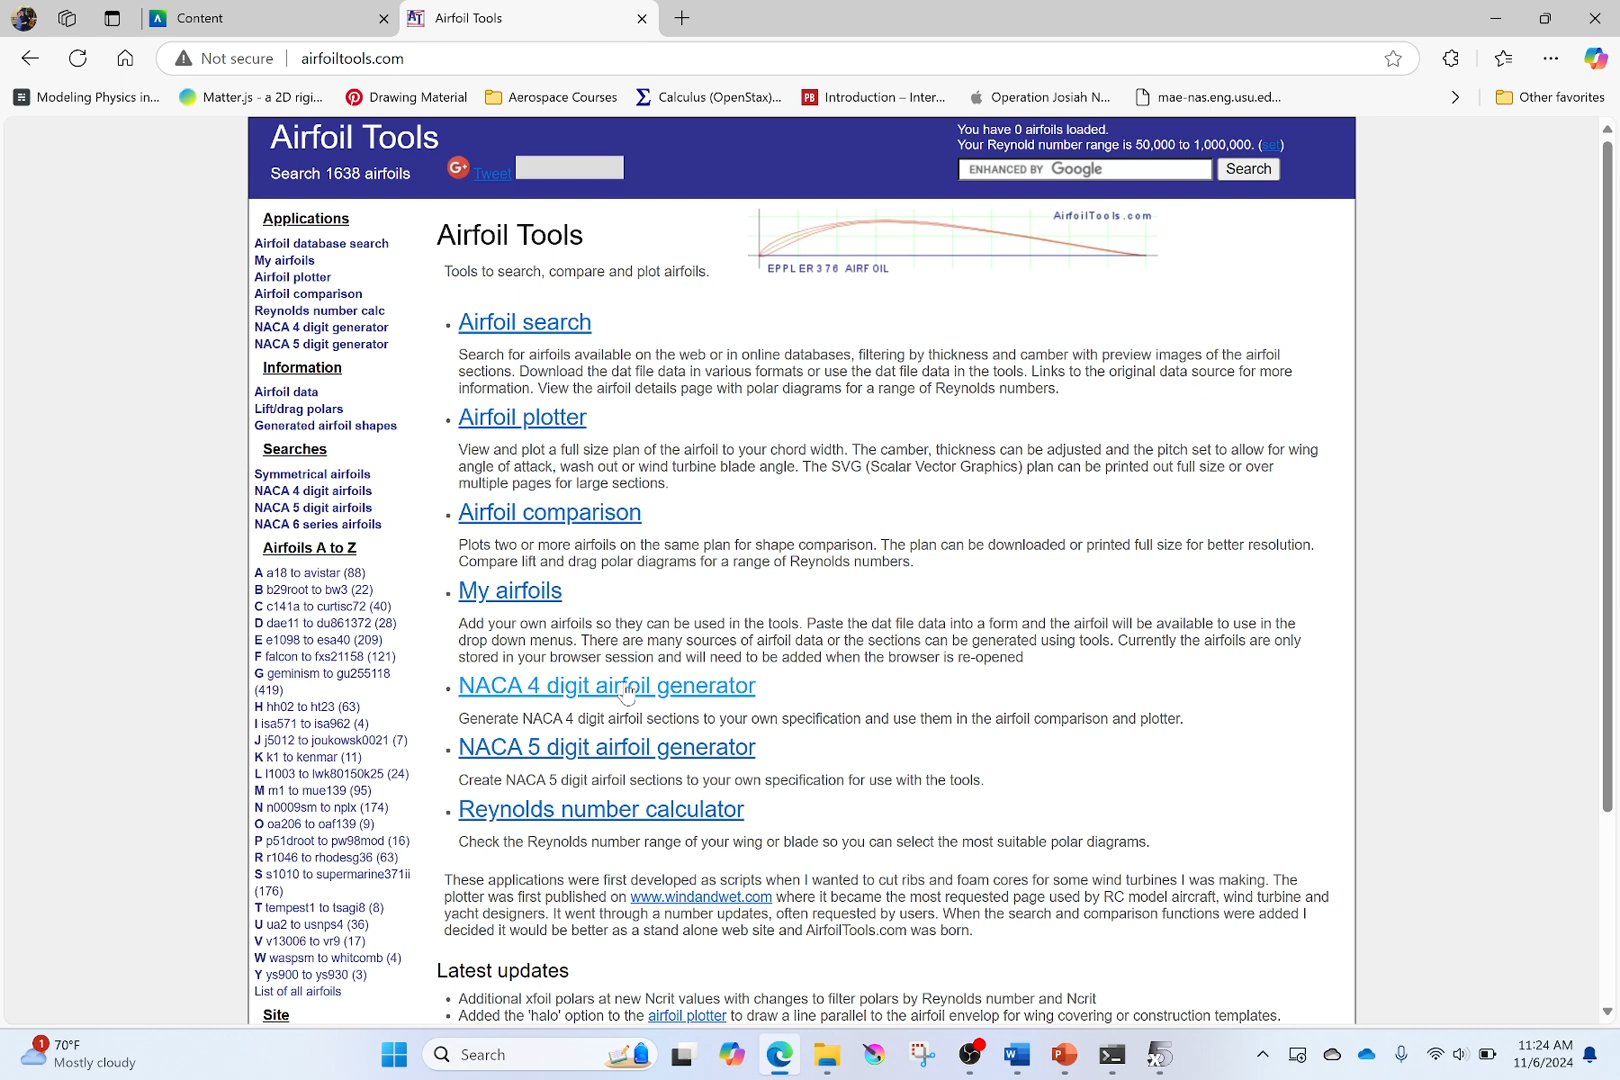 Content
Airfoil Tools
Not secure
airfoiltools.com
Modeling Physics in...
Matter.js - a 2D rigi...
Drawing Material
Aerospace Courses
Calculus (OpenStax)...
Introduction – Inter...
Operation Josiah N...
mae-nas.eng.usu.ed...
Other favorites
Airfoil Tools
Search 1638 airfoils
G+ Tweet
You have 0 airfoils loaded.
Your Reynold number range is 50,000 to 1,000,000. (set)
ENHANCED BY Google
Search
Applications
Airfoil database search
My airfoils
Airfoil plotter
Airfoil comparison
Reynolds number calc
NACA 4 digit generator
NACA 5 digit generator
Information
Airfoil data
Lift/drag polars
Generated airfoil shapes
Searches
Symmetrical airfoils
NACA 4 digit airfoils
NACA 5 digit airfoils
NACA 6 series airfoils
Airfoils A to Z
A a18 to avistar (88)
B b29root to bw3 (22)
C c141a to curtisc72 (40)
D dae11 to du861372 (28)
E e1098 to esa40 (209)
F falcon to fxs21158 (121)
G geminism to gu255118
(419)
H hh02 to ht23 (63)
I isa571 to isa962 (4)
J j5012 to joukowsk0021 (7)
K k1 to kenmar (11)
L l1003 to lwk80150k25 (24)
M m1 to mue139 (95)
N n0009sm to nplx (174)
O oa206 to oaf139 (9)
P p51droot to pw98mod (16)
R r1046 to rhodesg36 (63)
S s1010 to supermarine371ii
(176)
T tempest1 to tsagi8 (8)
U ua2 to usnps4 (36)
V v13006 to vr9 (17)
W waspsm to whitcomb (4)
Y ys900 to ys930 (3)
List of all airfoils
Site
Airfoil Tools
AirfoilTools.com
EPPLER 376 AIRFOIL
Tools to search, compare and plot airfoils.
Airfoil search
Search for airfoils available on the web or in online databases, filtering by thickness and camber with preview images of the airfoil
sections. Download the dat file data in various formats or use the dat file data in the tools. Links to the original data source for more
information. View the airfoil details page with polar diagrams for a range of Reynolds numbers.
Airfoil plotter
View and plot a full size plan of the airfoil to your chord width. The camber, thickness can be adjusted and the pitch set to allow for wing
angle of attack, wash out or wind turbine blade angle. The SVG (Scalar Vector Graphics) plan can be printed out full size or over
multiple pages for large sections.
Airfoil comparison
Plots two or more airfoils on the same plan for shape comparison. The plan can be downloaded or printed full size for better resolution.
Compare lift and drag polar diagrams for a range of Reynolds numbers.
My airfoils
Add your own airfoils so they can be used in the tools. Paste the dat file data into a form and the airfoil will be available to use in the
drop down menus. There are many sources of airfoil data or the sections can be generated using tools. Currently the airfoils are only
stored in your browser session and will need to be added when the browser is re-opened
NACA 4 digit airfoil generator
Generate NACA 4 digit airfoil sections to your own specification and use them in the airfoil comparison and plotter.
NACA 5 digit airfoil generator
Create NACA 5 digit airfoil sections to your own specification for use with the tools.
Reynolds number calculator
Check the Reynolds number range of your wing or blade so you can select the most suitable polar diagrams.
These applications were first developed as scripts when I wanted to cut ribs and foam cores for some wind turbines I was making. The
plotter was first published on www.windandwet.com where it became the most requested page used by RC model aircraft, wind turbine and
yacht designers. It went through a number updates, often requested by users. When the search and comparison functions were added I
decided it would be better as a stand alone web site and AirfoilTools.com was born.
Latest updates
Additional xfoil polars at new Ncrit values with changes to filter polars by Reynolds number and Ncrit
Added the 'halo' option to the airfoil plotter to draw a line parallel to the airfoil envelop for wing covering or construction templates.
1
70°F
Mostly cloudy
Search
11:24 AM
11/6/2024